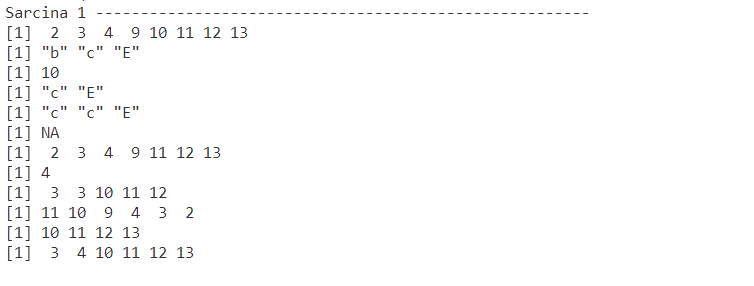 Sarcina 1 -------------------------------------------------------
[1]  2  3  4  9 10 11 12 13
[1] "b" "c" "E"
[1] 10
[1] "c" "E"
[1] "c" "c" "E"
[1] NA
[1]  2  3  4  9 11 12 13
[1] 4
[1]  3  3 10 11 12
[1] 11 10  9  4  3  2
[1] 10 11 12 13
[1]  3  4 10 11 12 13